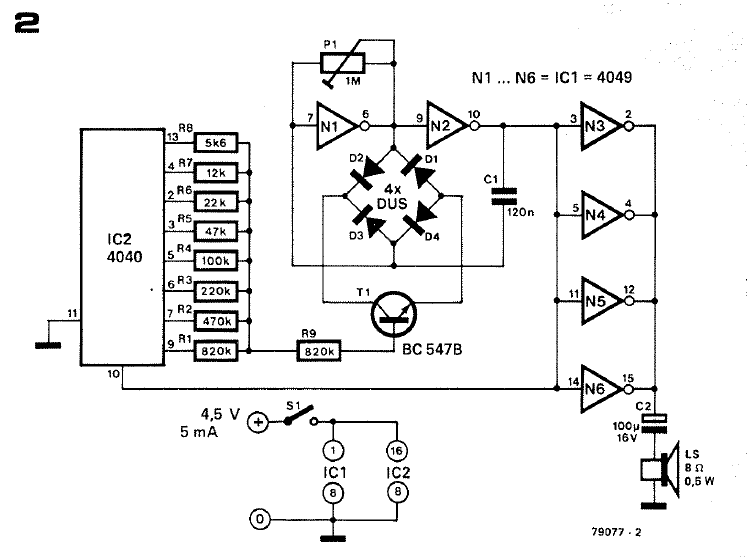 2
P1
1M
N1 ... N6 = IC1 = 4049
7 N1 6
9 N2 10
3 N3 2
D2 D1
4x
DUS
D3 D4
C1
120n
5 N4 4
11 N5 12
14 N6 15
IC2
4040
13 R8 5k6
4 R7 12k
2 R6 22k
3 R5 47k
5 R4 100k
6 R3 220k
7 R2 470k
9 R1 820k
11
10
R9
820k
T1
BC 547B
4,5 V
5 mA
+
S1
1
16
IC1
IC2
8
8
0
C2
100µ
16V
LS
8 Ω
0,5 W
79077 - 2